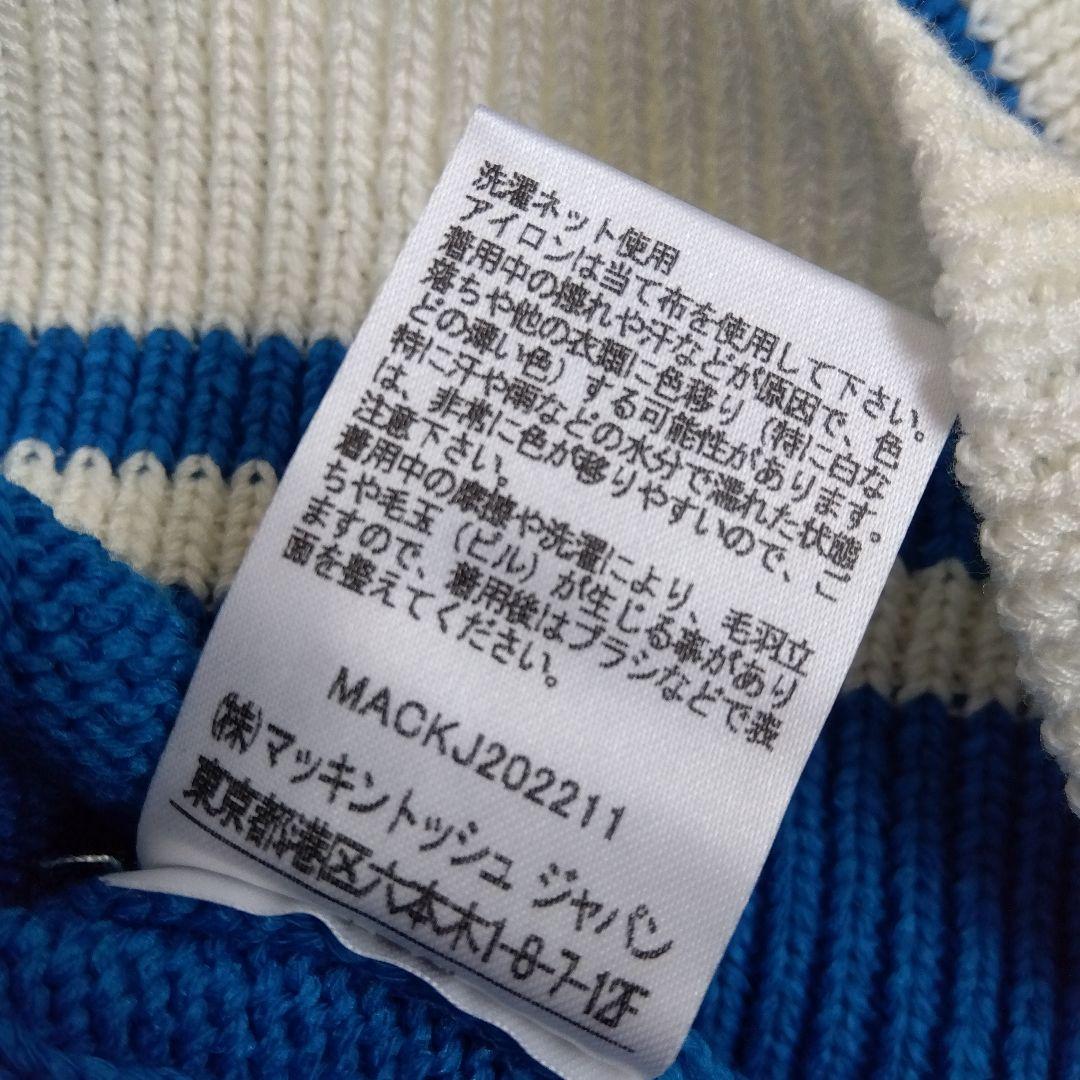 洗濯ネット使用
アイロンは当て布を使用して下さい。
着用中の擦れや汗などが原因で、色
落ちや他の衣類に色移り（特に白な
どの薄い色）する可能性があります。
特に汗や雨などの水分で濡れた状態
は、非常に色が移りやすいので、ご
注意下さい。
着用中の摩擦や洗濯により、毛羽立
ちや毛玉（ピル）が生じる事があり
ますので、着用後はブラシなどで表
面を整えてください。
MACKJ202211
(株)マッキントッシュ ジャパン
東京都港区六本木1-8-7-12F